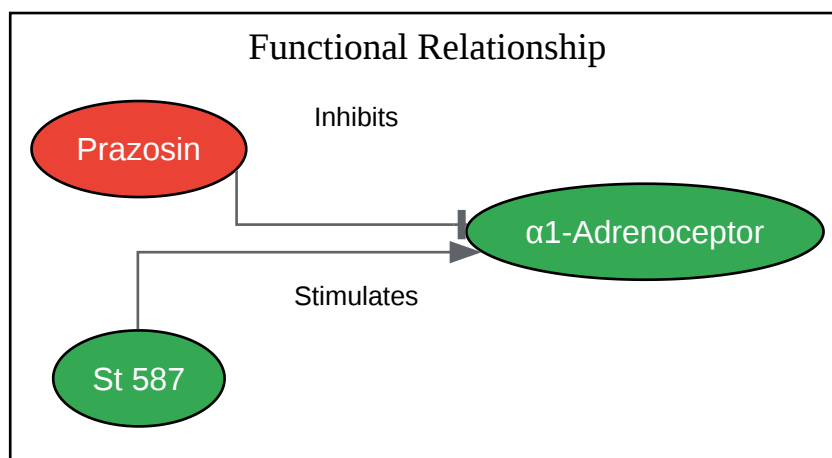 Functional Relationship
Inhibits
Prazosin
α1-Adrenoceptor
Stimulates
St 587